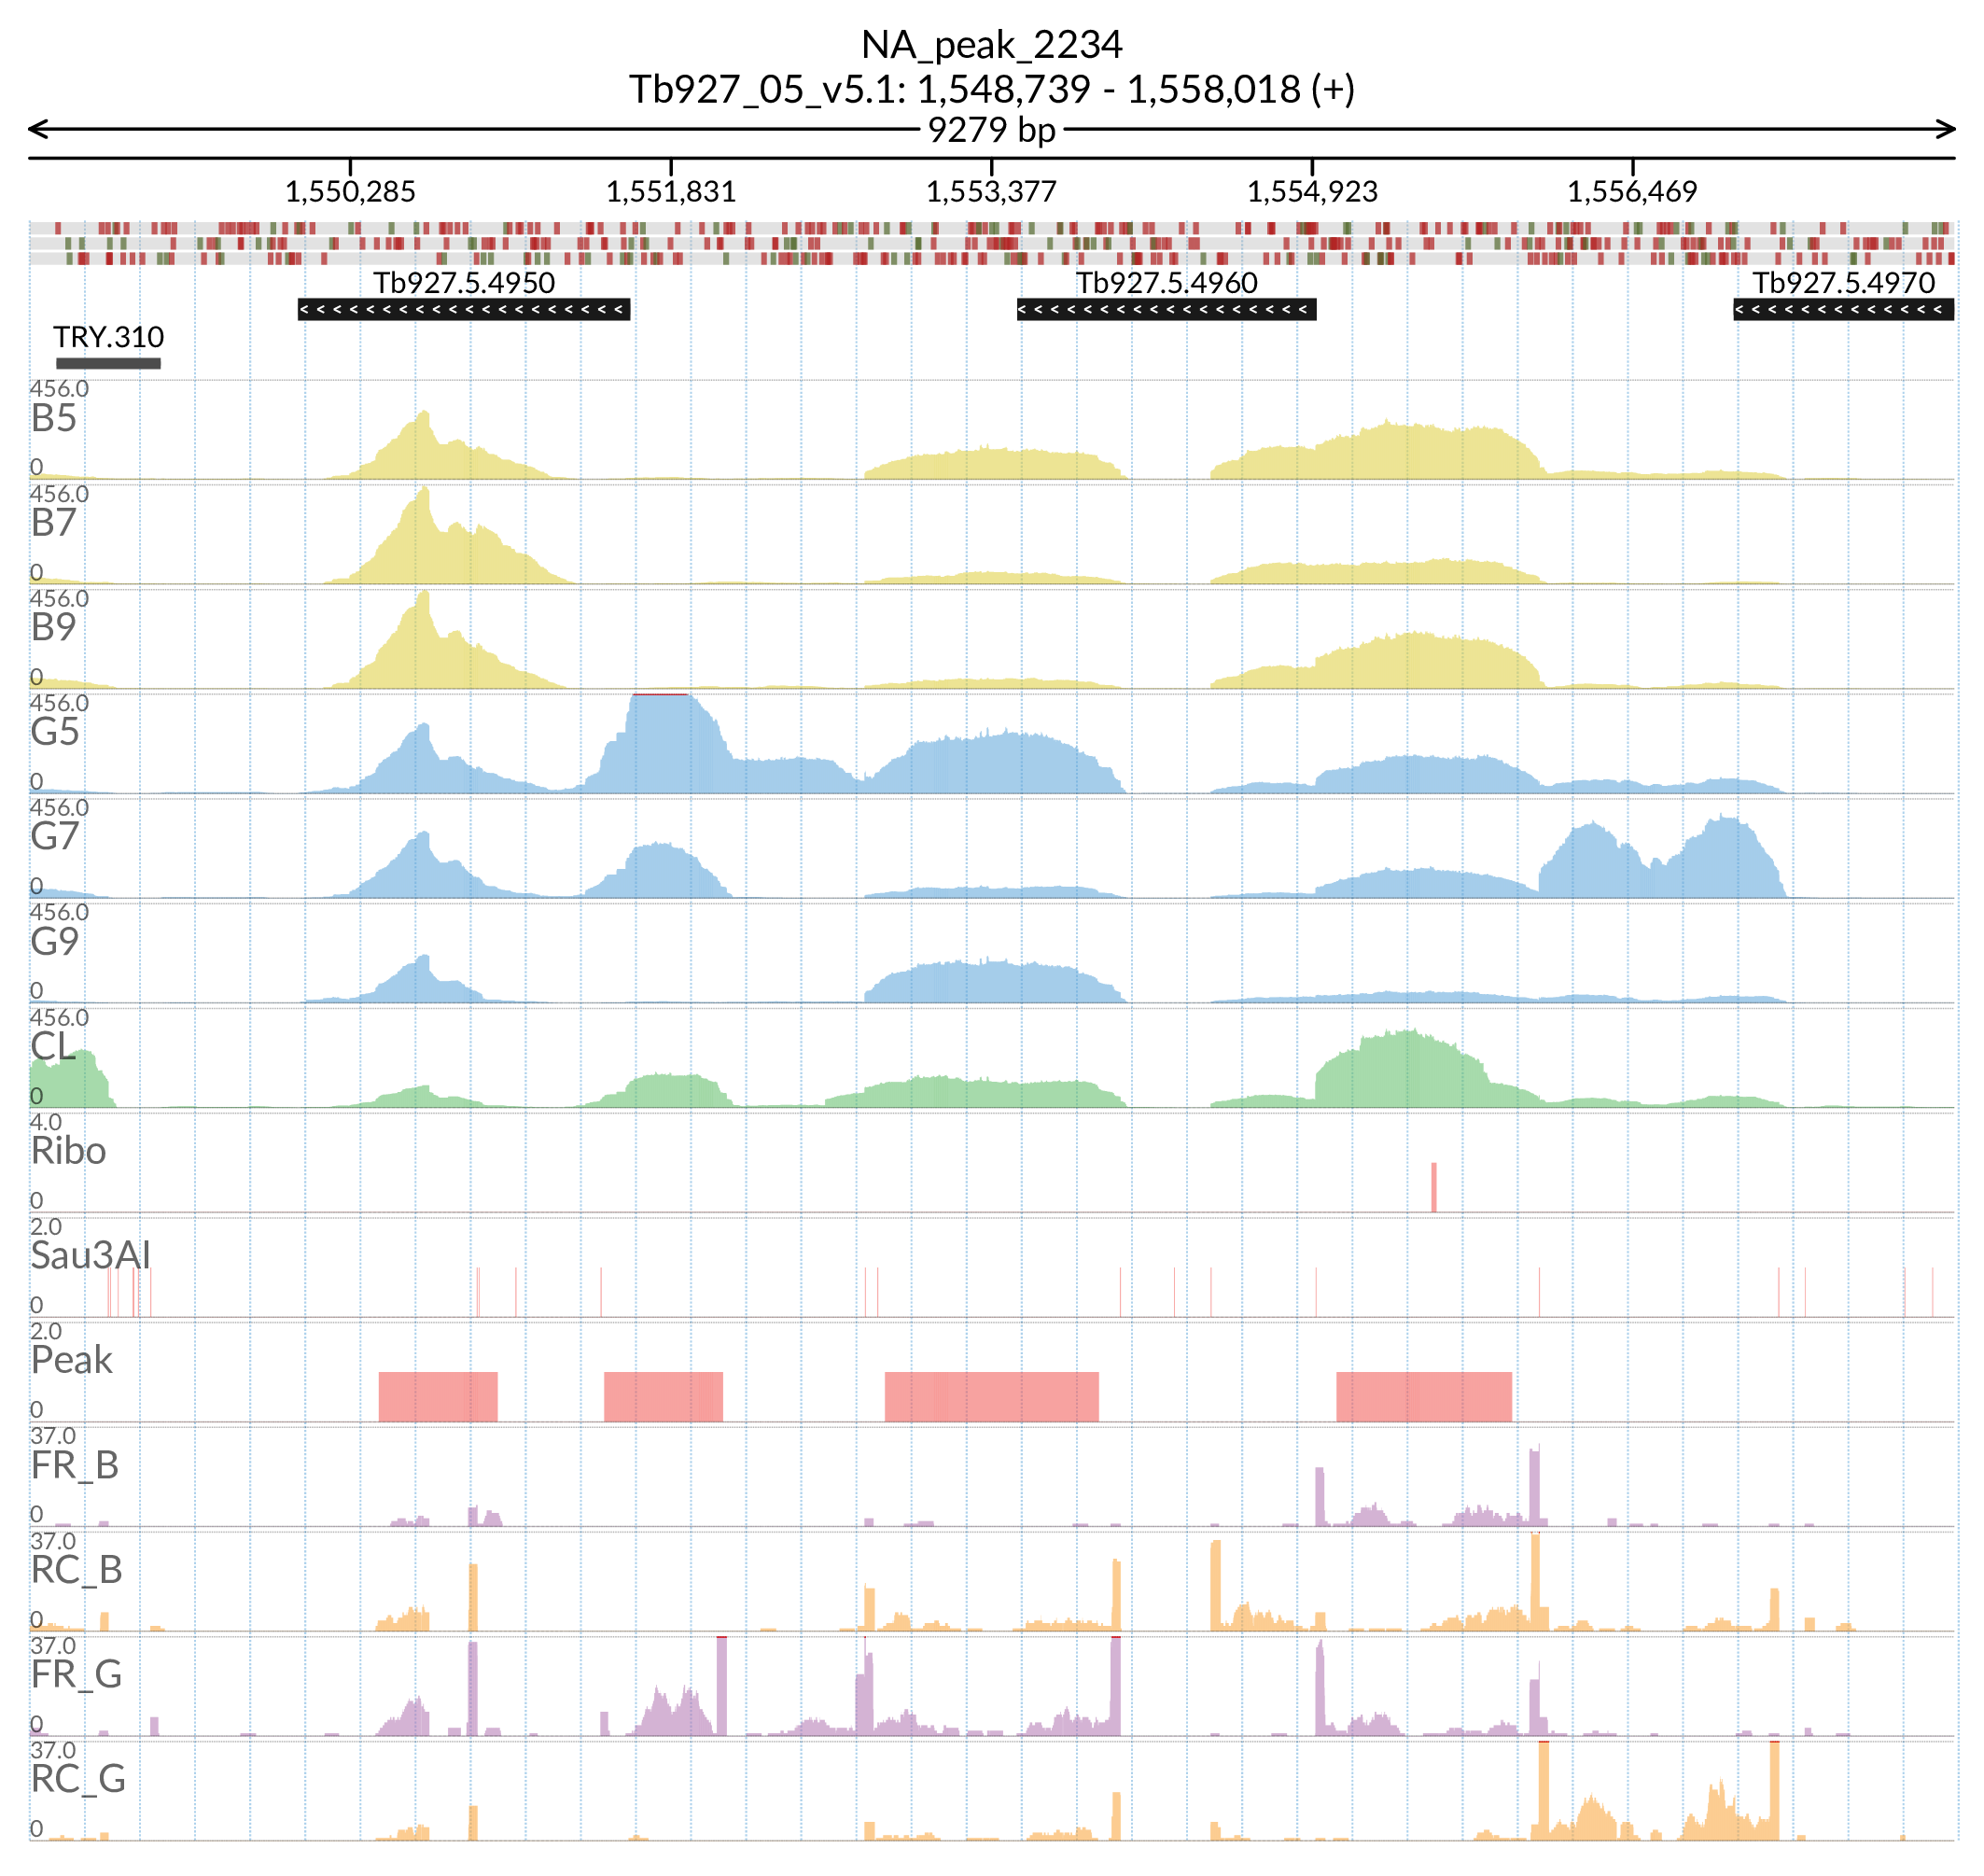 NA_peak_2234
Tb927_05_v5.1: 1,548,739 - 1,558,018 (+)
9279 bp
1,550,285 1,551,831 1,553,377 1,554,923 1,556,469
Tb927.5.4950 Tb927.5.4960 Tb927.5.4970
TRY.310
456.0
B5
0
456.0
B7
0
456.0
B9
0
456.0
G5
0
456.0
G7
0
456.0
G9
0
456.0
CL
0
4.0
Ribo
0
2.0
Sau3AI
0
2.0
Peak
0
37.0
FR_B
0
37.0
RC_B
0
37.0
FR_G
0
37.0
RC_G
0